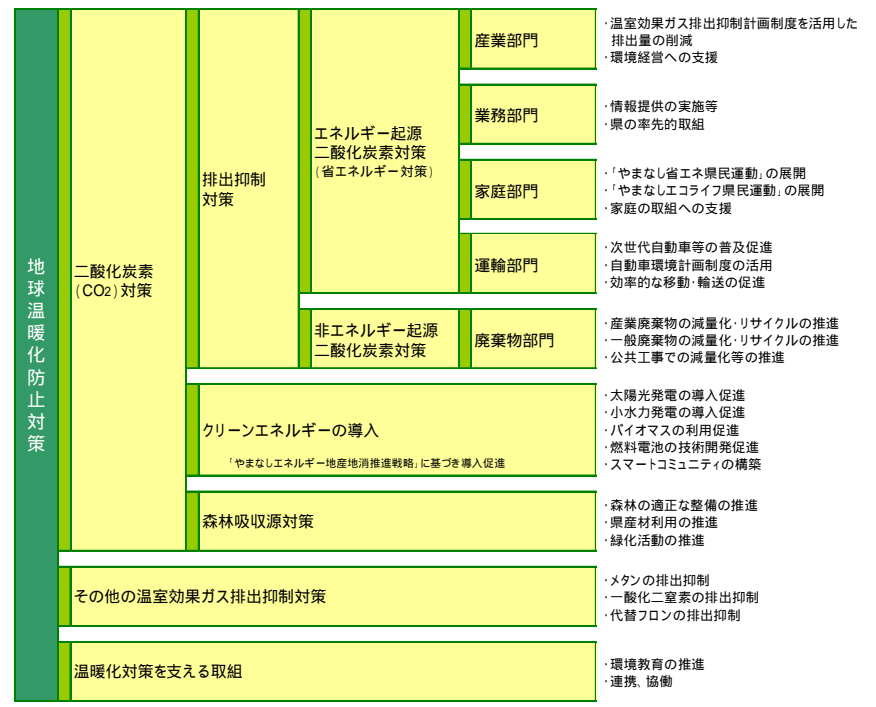 地球温暖化防止対策
二酸化炭素
(CO2)対策
排出抑制
対策
エネルギー起源
二酸化炭素対策
(省エネルギー対策)
産業部門
・温室効果ガス排出抑制計画制度を活用した
排出量の削減
・環境経営への支援
業務部門
・情報提供の実施等
・県の率先的取組
家庭部門
・「やまなし省エネ県民運動」の展開
・「やまなしエコライフ県民運動」の展開
・家庭の取組への支援
運輸部門
・次世代自動車等の普及促進
・自動車環境計画制度の活用
・効率的な移動・輸送の促進
非エネルギー起源
二酸化炭素対策
廃棄物部門
・産業廃棄物の減量化・リサイクルの推進
・一般廃棄物の減量化・リサイクルの推進
・公共工事での減量化等の推進
クリーンエネルギーの導入
「やまなしエネルギー地産地消推進戦略」に基づき導入促進
・太陽光発電の導入促進
・小水力発電の導入促進
・バイオマスの利用促進
・燃料電池の技術開発促進
・スマートコミュニティの構築
森林吸収源対策
・森林の適正な整備の推進
・県産材利用の推進
・緑化活動の推進
その他の温室効果ガス排出抑制対策
・メタンの排出抑制
・一酸化二窒素の排出抑制
・代替フロンの排出抑制
温暖化対策を支える取組
・環境教育の推進
・連携、協働